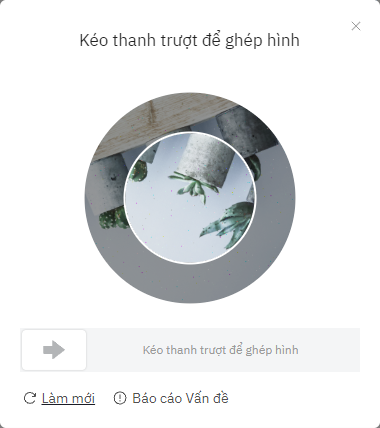 Kéo thanh trượt để ghép hình
Kéo thanh trượt để ghép hình
Làm mới
Báo cáo Vấn đề